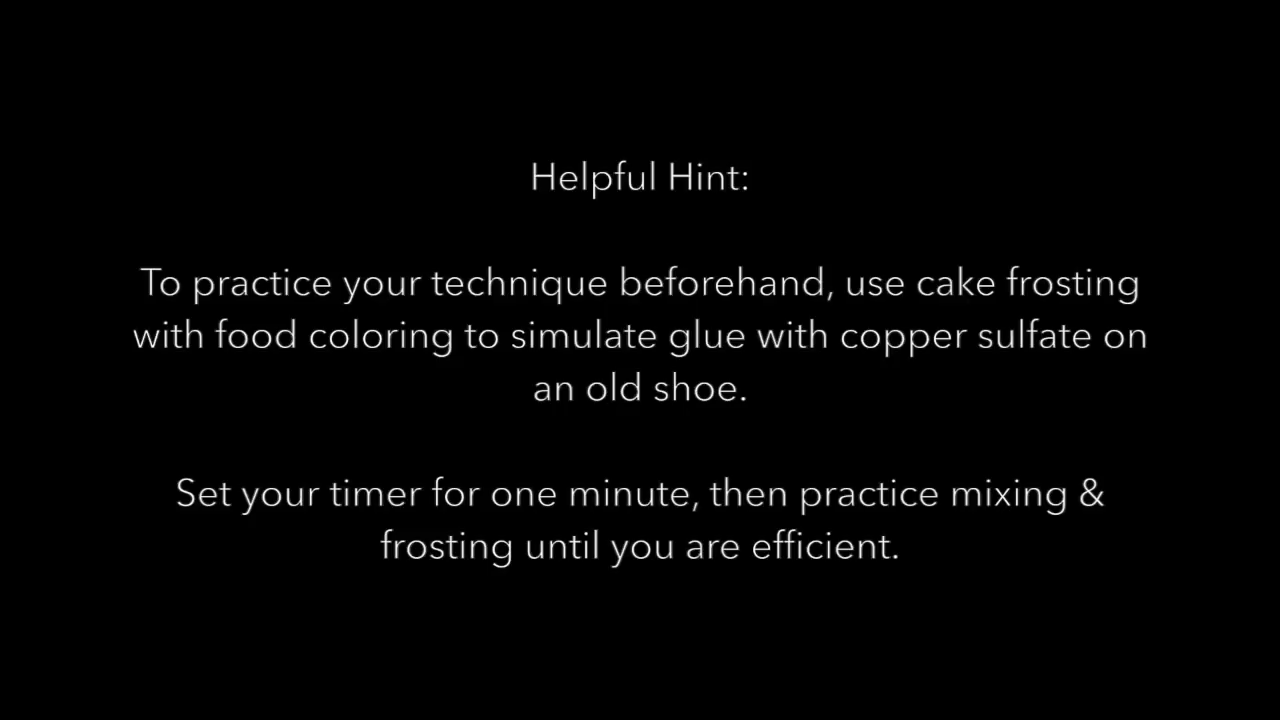 Helpful Hint:
To practice your technique beforehand, use cake frosting
with food coloring to simulate glue with copper sulfate on
an old shoe.
Set your timer for one minute, then practice mixing &
frosting until you are efficient.